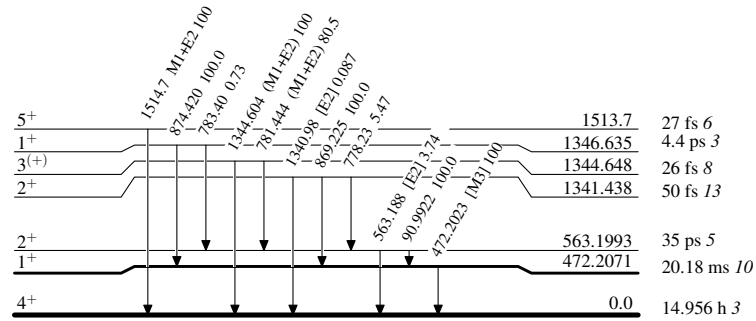 1514.7 M1+E2 100
874.420 100.0
783.40 0.73
1344.604 (M1+E2) 100
781.444 (M1+E2) 80.5
1340.98 [E2] 0.087
869.225 100.0
778.23 5.47
563.188 [E2] 3.74
90.9922 100.0
472.2023 [M3] 100
5+ 1513.7 27 fs 6
1+ 1346.635 4.4 ps 3
3(+) 1344.648 26 fs 8
2+ 1341.438 50 fs 13
2+ 563.1993 35 ps 5
1+ 472.2071 20.18 ms 10
4+ 0.0 14.956 h 3